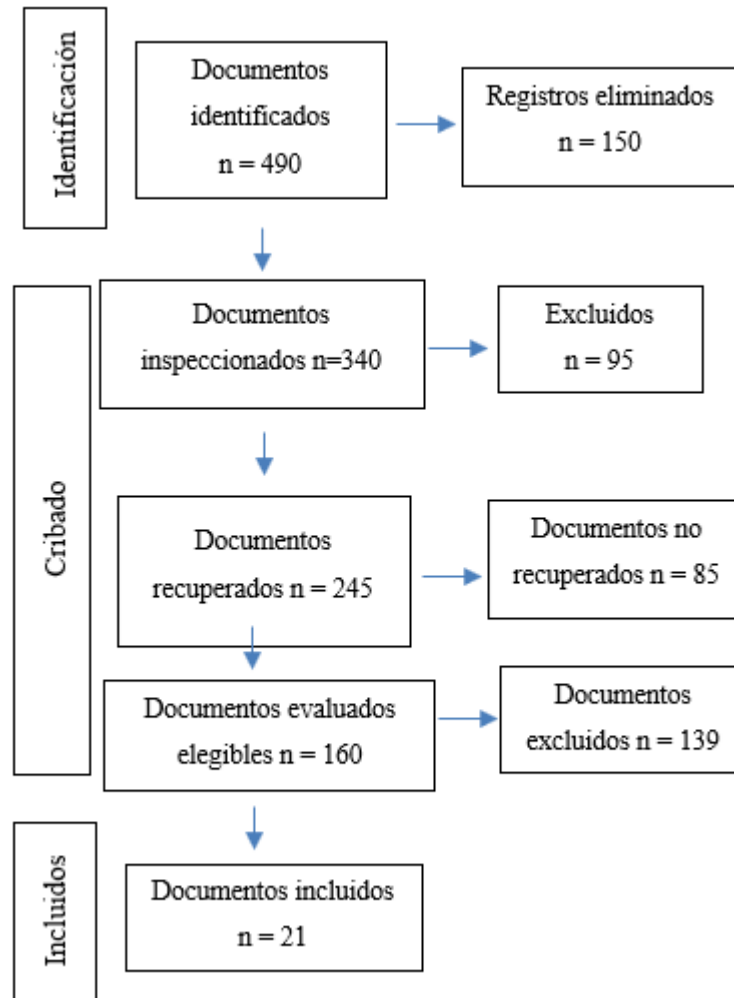 Identificación
Documentos
identificados
n = 490
Registros eliminados
n = 150
Cribado
Documentos
inspeccionados n=340
Excluidos
n = 95
Documentos
recuperados n = 245
Documentos no
recuperados n = 85
Documentos evaluados
elegibles n = 160
Documentos
excluidos n = 139
Incluidos
Documentos incluidos
n = 21